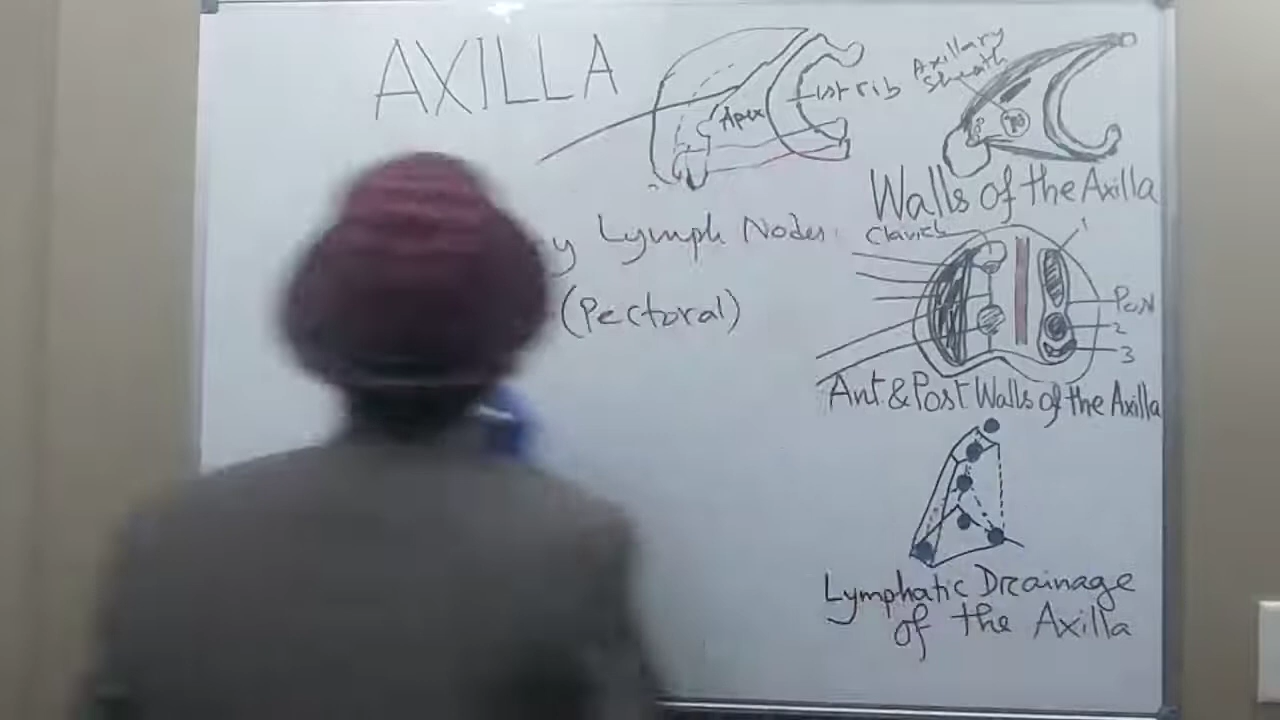 AXILLA
Apex
1st rib
Axillary
Sheath
Walls of the Axilla
y Lymph Nodes
(Pectoral)
Clavicle
1
2
3
Ant & Post Walls of the Axilla
Lymphatic Drainage
of the Axilla